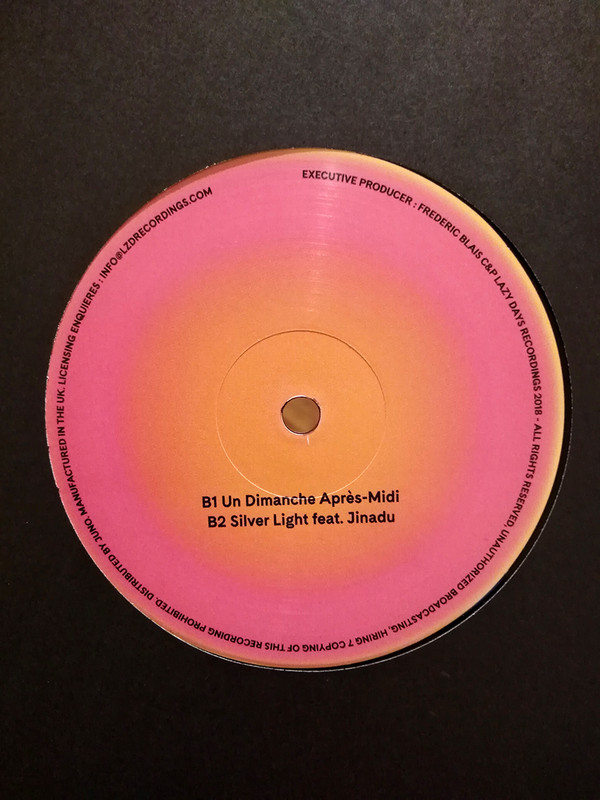 EXECUTIVE PRODUCER : FREDERIC BLAIS C&P LAZY DAYS RECORDINGS 2018 - ALL RIGHTS RESERVED. UNAUTHORIZED BROADCASTING, HIRING 7 COPYING OF THIS RECORDING PROHIBITED. DISTRIBUTED BY JUNO. MANUFACTURED IN THE UK. LICENSING ENQUIERES : INFO@LZDRECORDINGS.COM
B1 Un Dimanche Après-Midi
B2 Silver Light feat. Jinadu